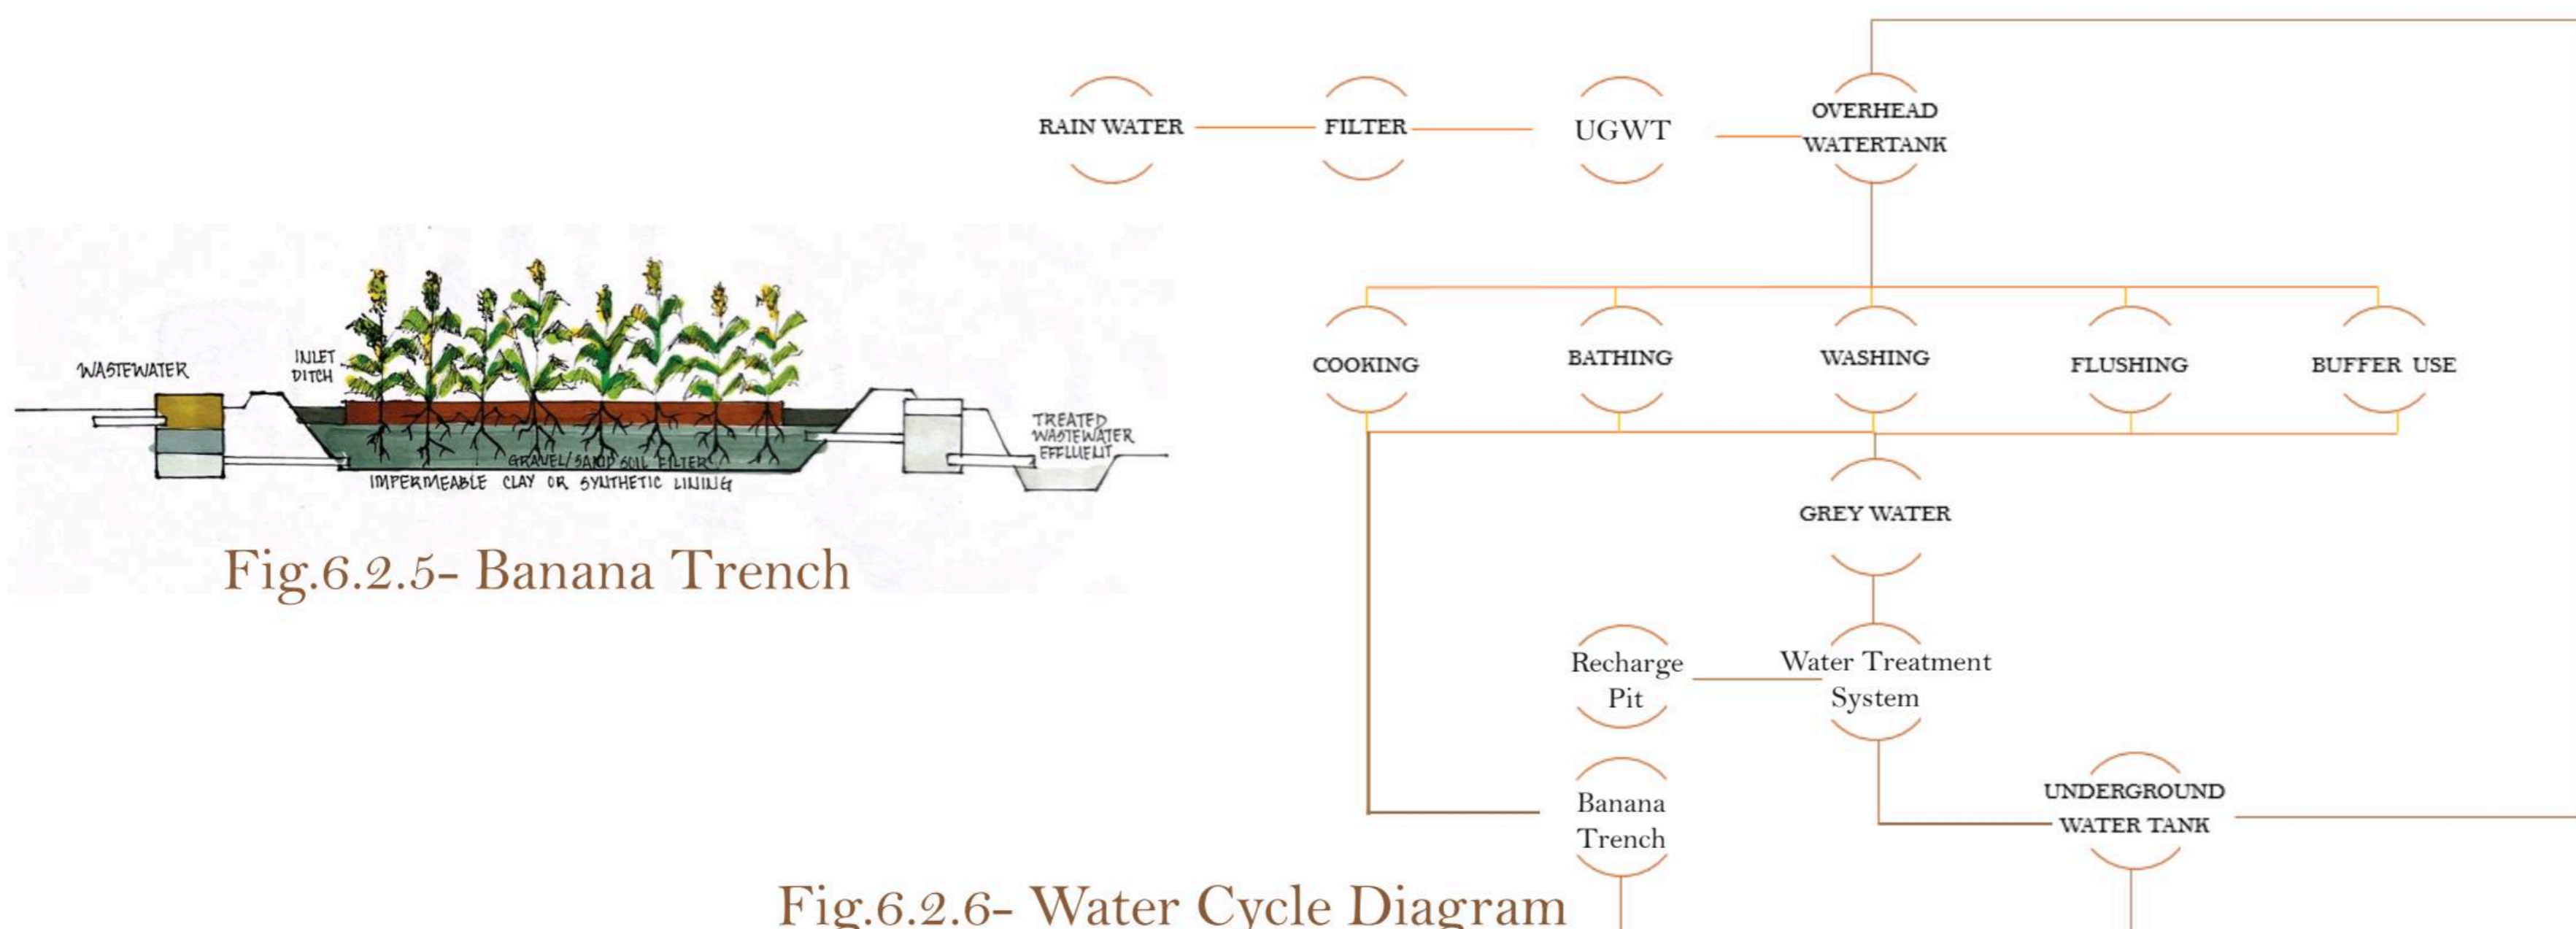 WASTEWATER
INLET
DITCH
GRAVEL/SAND SOIL FILTER
IMPERMEABLE CLAY OR SYNTHETIC LINING
TREATED
WASTEWATER
EFFLUENT
Fig.6.2.5- Banana Trench
RAIN WATER
FILTER
UGWT
OVERHEAD
WATERTANK
COOKING
BATHING
WASHING
FLUSHING
BUFFER USE
GREY WATER
Recharge
Pit
Water Treatment
System
Banana
Trench
UNDERGROUND
WATER TANK
Fig.6.2.6- Water Cycle Diagram